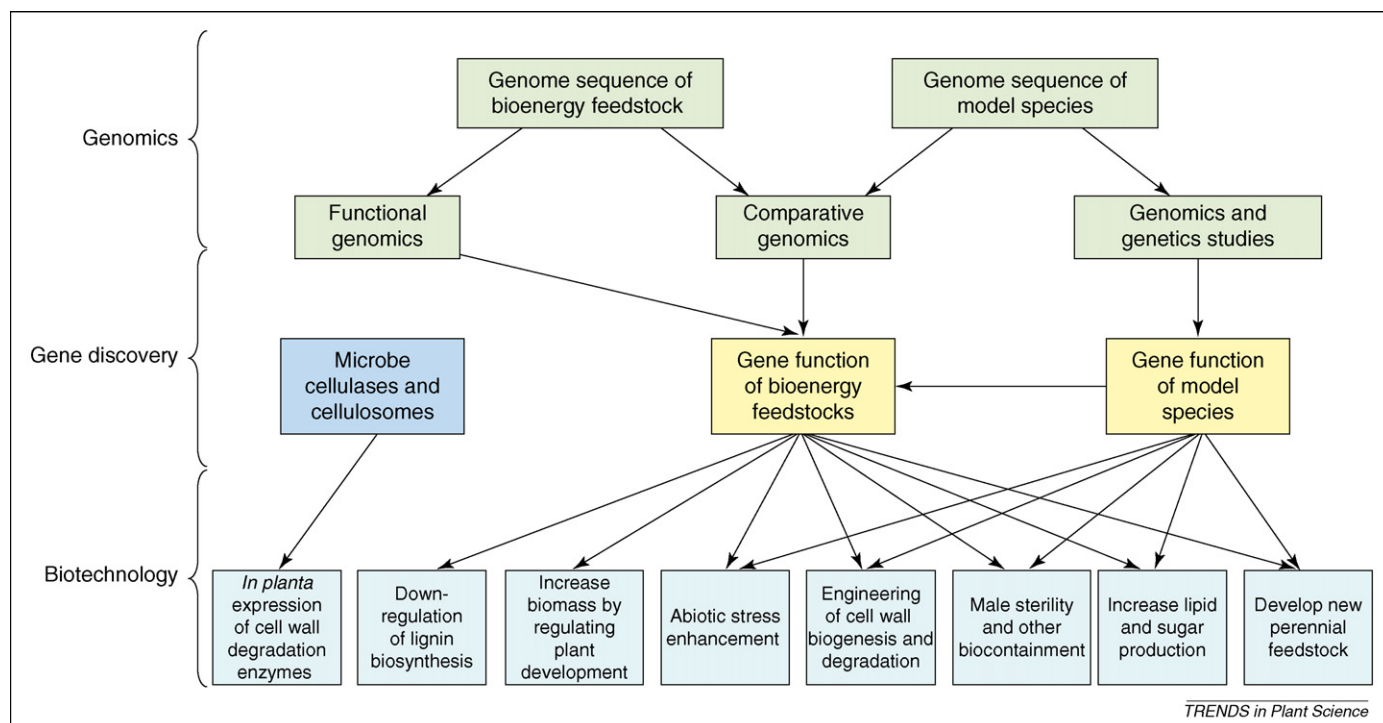 Genomics
Genome sequence of
bioenergy feedstock
Genome sequence of
model species
Functional
genomics
Comparative
genomics
Genomics and
genetics studies
Gene discovery
Microbe
cellulases and
cellulosomes
Gene function
of bioenergy
feedstocks
Gene function
of model
species
Biotechnology
In planta
expression
of cell wall
degradation
enzymes
Down-
regulation
of lignin
biosynthesis
Increase
biomass by
regulating
plant
development
Abiotic stress
enhancement
Engineering
of cell wall
biogenesis and
degradation
Male sterility
and other
biocontainment
Increase lipid
and sugar
production
Develop new
perennial
feedstock
TRENDS in Plant Science